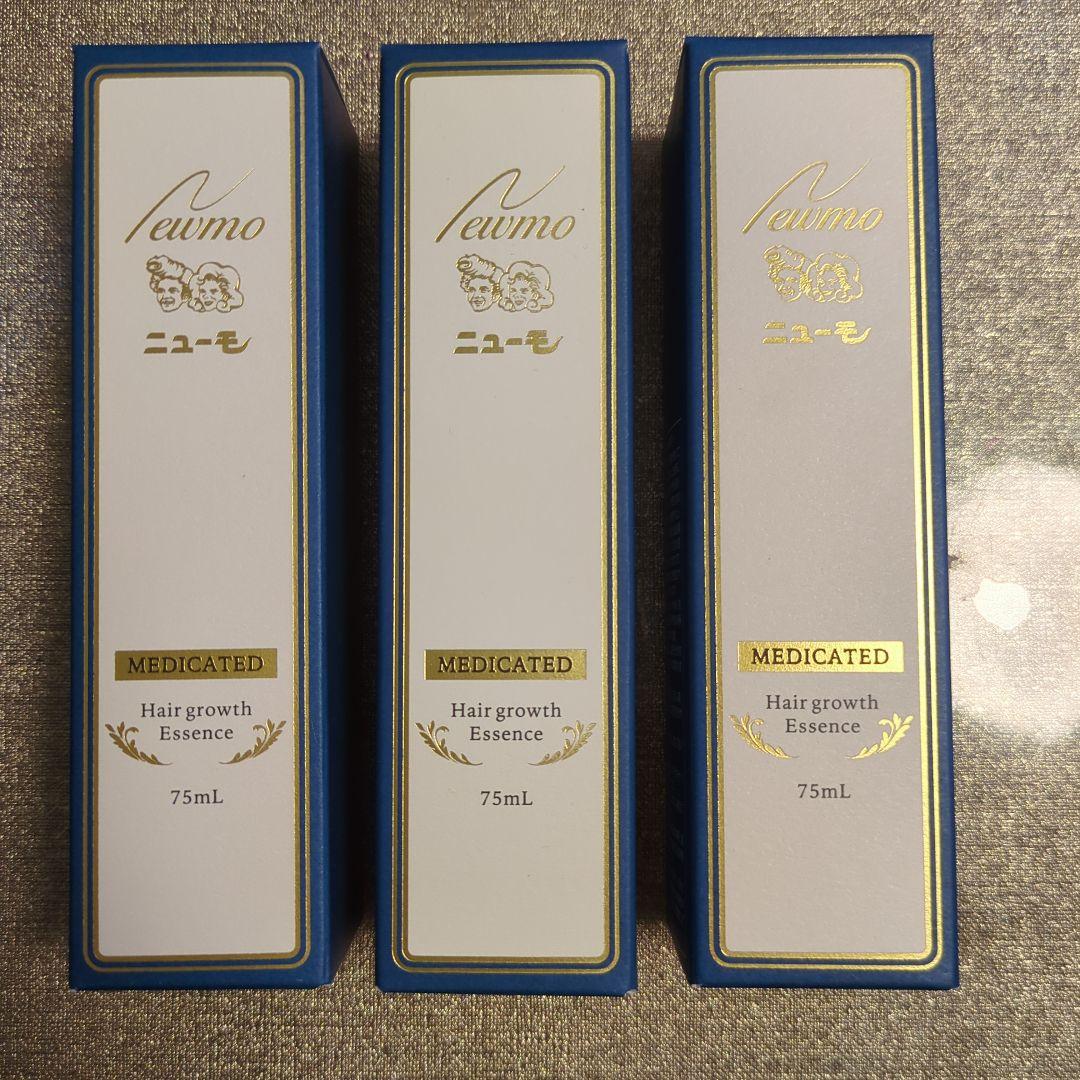 Newmo
ニューモ
MEDICATED
Hair growth
Essence
75mL
Newmo
ニューモ
MEDICATED
Hair growth
Essence
75mL
Newmo
ニューモ
MEDICATED
Hair growth
Essence
75mL